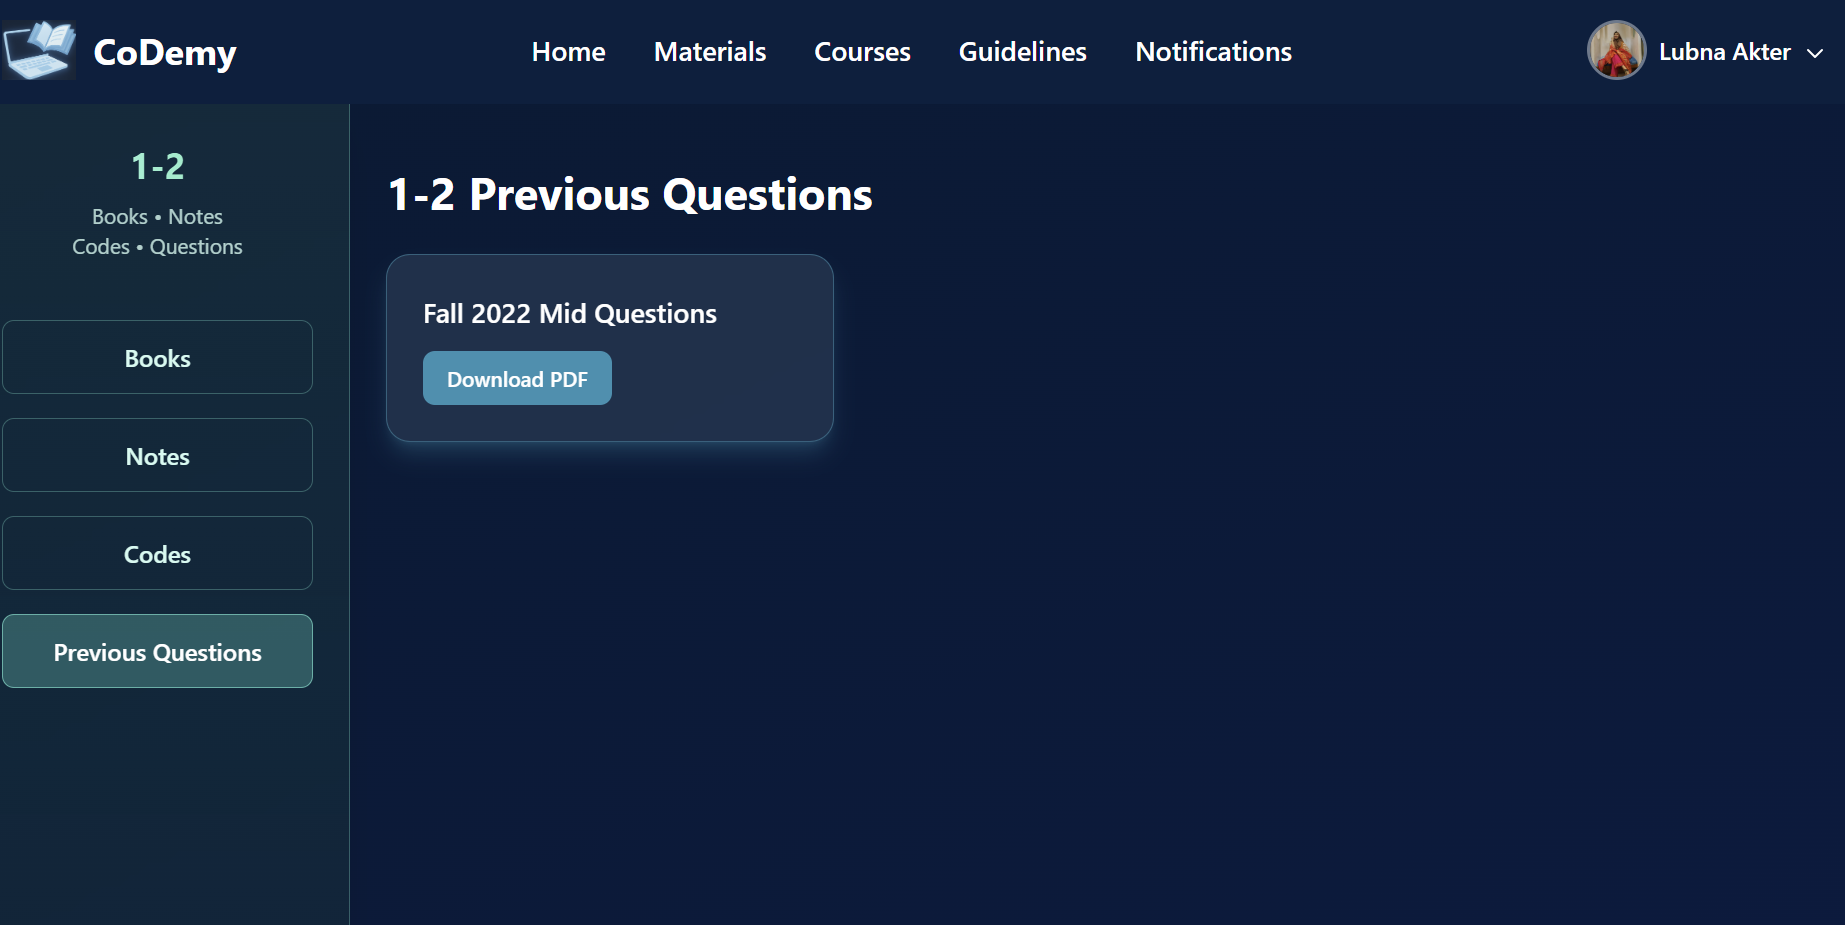 CoDemy
Home
Materials
Courses
Guidelines
Notifications
Lubna Akter
1-2
Books • Notes
Codes • Questions
Books
Notes
Codes
Previous Questions
1-2 Previous Questions
Fall 2022 Mid Questions
Download PDF